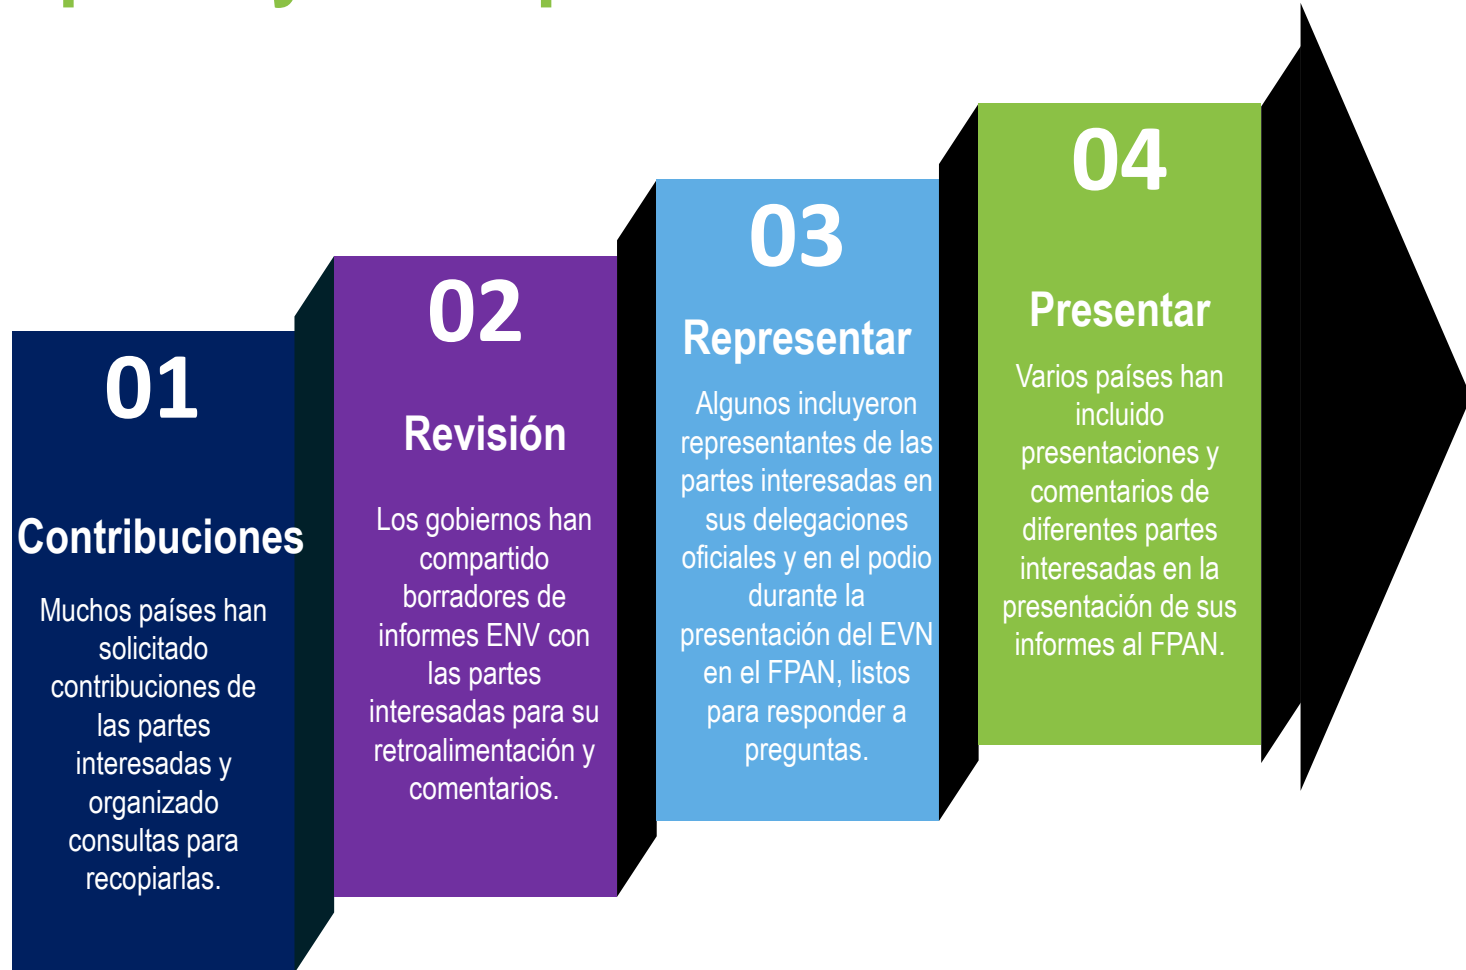 01
Contribuciones
Muchos países han
solicitado
contribuciones de
las partes
interesadas y
organizado
consultas para
recopiarlas.
02
Revisión
Los gobiernos han
compartido
borradores de
informes ENV con
las partes
interesadas para su
retroalimentación y
comentarios.
03
Representar
Algunos incluyeron
representantes de las
partes interesadas en
sus delegaciones
oficiales y en el podio
durante la
presentación del EVN
en el FPAN, listos
para responder a
preguntas.
04
Presentar
Varios países han
incluido
presentaciones y
comentarios de
diferentes partes
interesadas en la
presentación de sus
informes al FPAN.